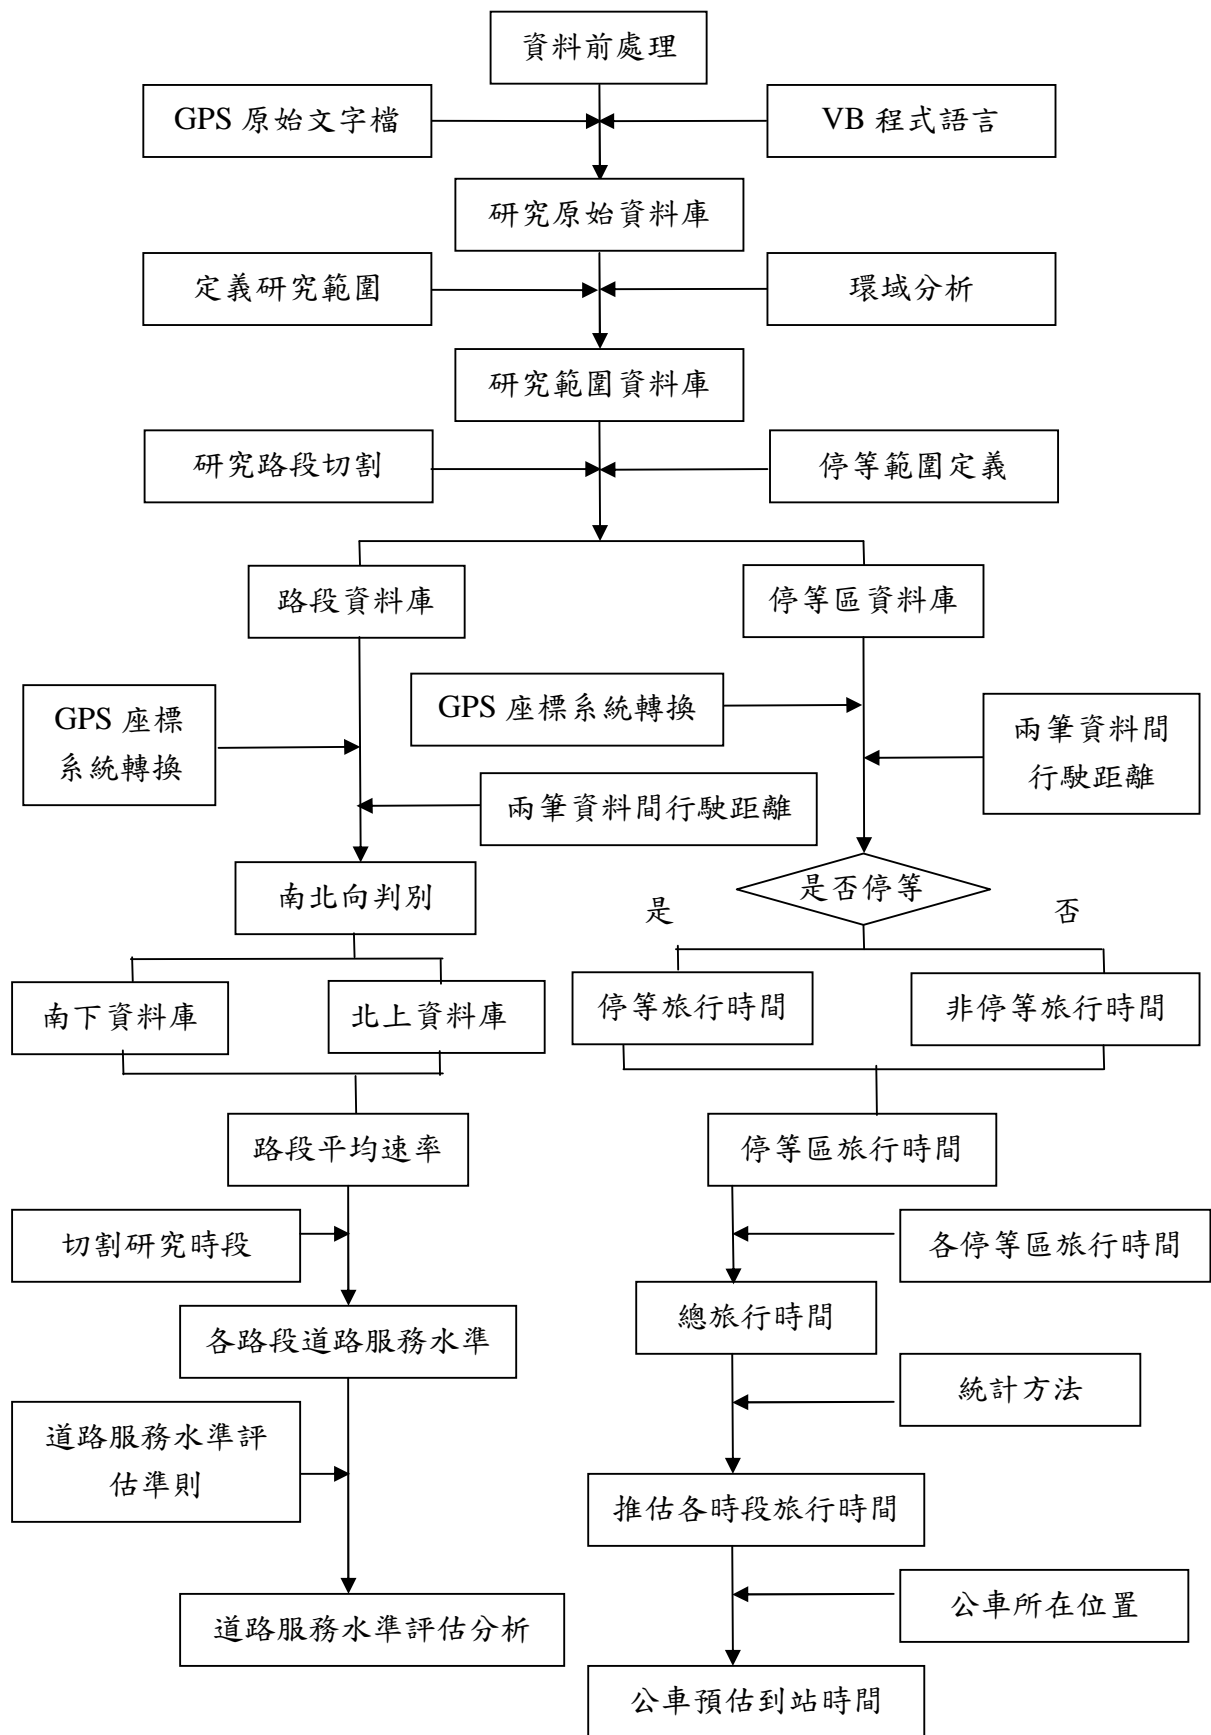 資料前處理
GPS 原始文字檔
VB 程式語言
研究原始資料庫
定義研究範圍
環域分析
研究範圍資料庫
研究路段切割
停等範圍定義
路段資料庫
停等區資料庫
GPS 座標
系統轉換
GPS 座標系統轉換
兩筆資料間
行駛距離
兩筆資料間行駛距離
南北向判別
是否停等
是
否
南下資料庫
北上資料庫
停等旅行時間
非停等旅行時間
路段平均速率
停等區旅行時間
切割研究時段
各停等區旅行時間
各路段道路服務水準
總旅行時間
統計方法
道路服務水準評
估準則
推估各時段旅行時間
道路服務水準評估分析
公車所在位置
公車預估到站時間